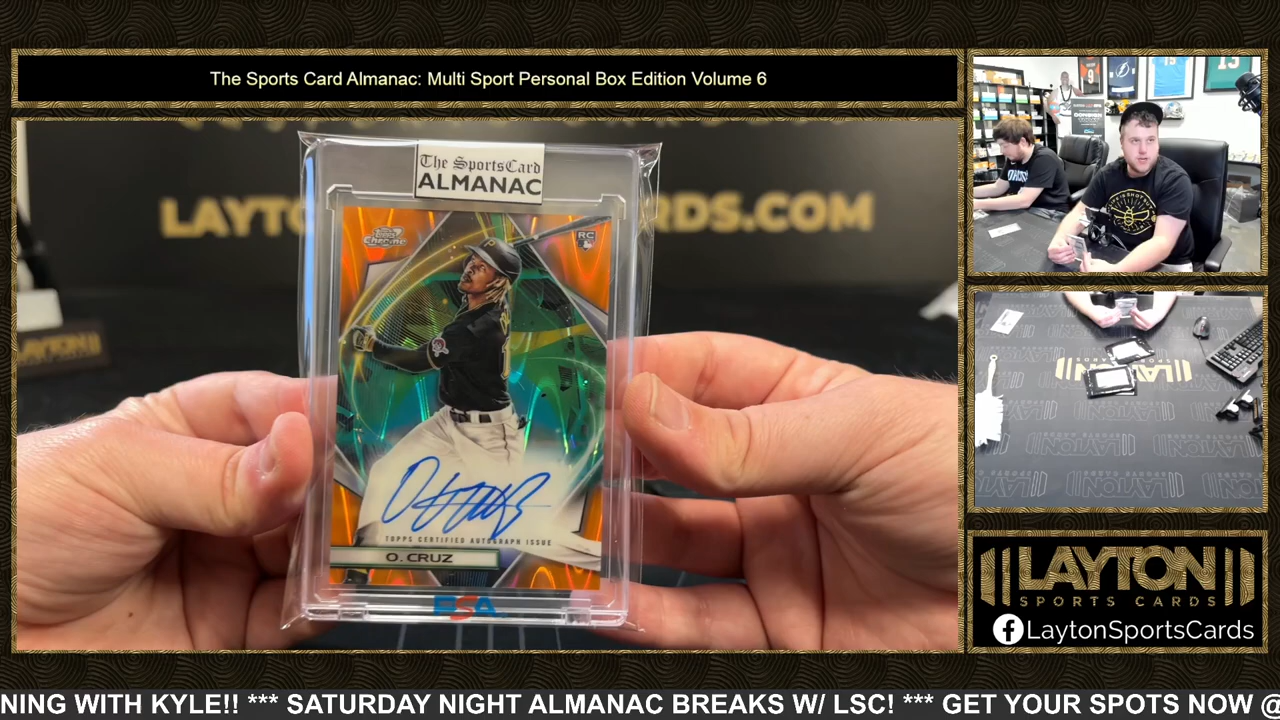 The Sports Card Almanac: Multi Sport Personal Box Edition Volume 6
The SportsCard
ALMANAC
Topps
Chrome
RC
TOPPS CERTIFIED AUTOGRAPH ISSUE
O. CRUZ
PSA
LAYTON
SPORTS CARDS
LaytonSportsCards
NING WITH KYLE!! *** SATURDAY NIGHT ALMANAC BREAKS W/ LSC! *** GET YOUR SPOTS NOW @